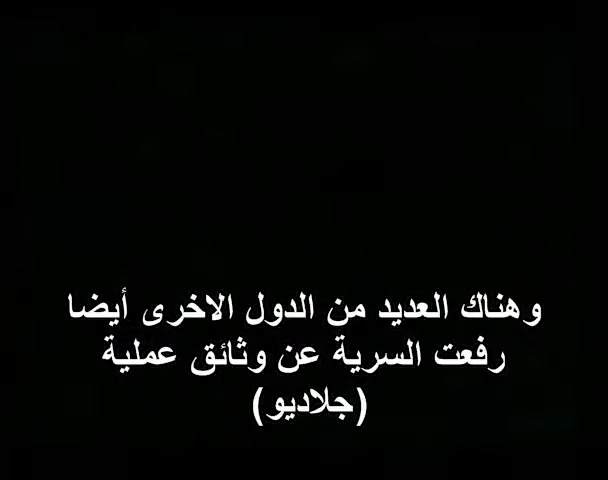 وهناك العديد من الدول الاخرى أيضا
رفعت السرية عن وثائق عملية
(جلاديو)